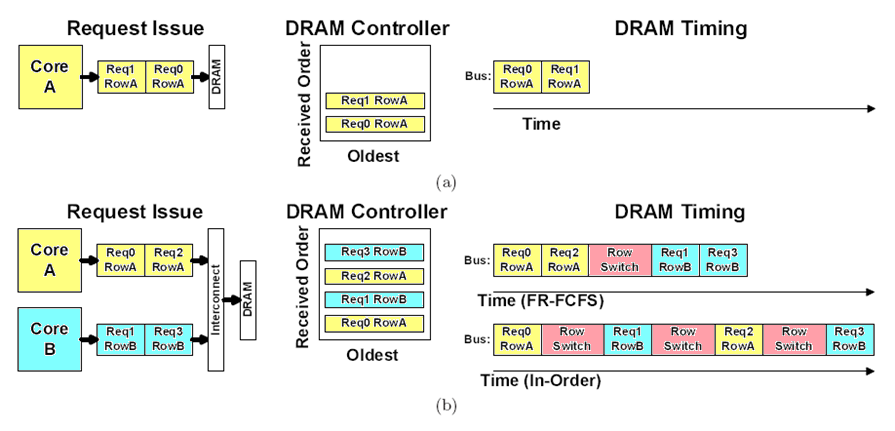 Request Issue
DRAM Controller
DRAM Timing
Core
A
Req1
RowA
Req0
RowA
DRAM
Received Order
Req1 RowA
Req0 RowA
Oldest
Bus:
Req0
RowA
Req1
RowA
Time
(a)
Request Issue
DRAM Controller
DRAM Timing
Core
A
Req0
RowA
Req2
RowA
Core
B
Req1
RowB
Req3
RowB
Interconnect
DRAM
Received Order
Req3 RowB
Req2 RowA
Req1 RowB
Req0 RowA
Oldest
Bus:
Req0
RowA
Req2
RowA
Row
Switch
Req1
RowB
Req3
RowB
Time (FR-FCFS)
Bus:
Req0
RowA
Row
Switch
Req1
RowB
Row
Switch
Req2
RowA
Row
Switch
Req3
RowB
Time (In-Order)
(b)